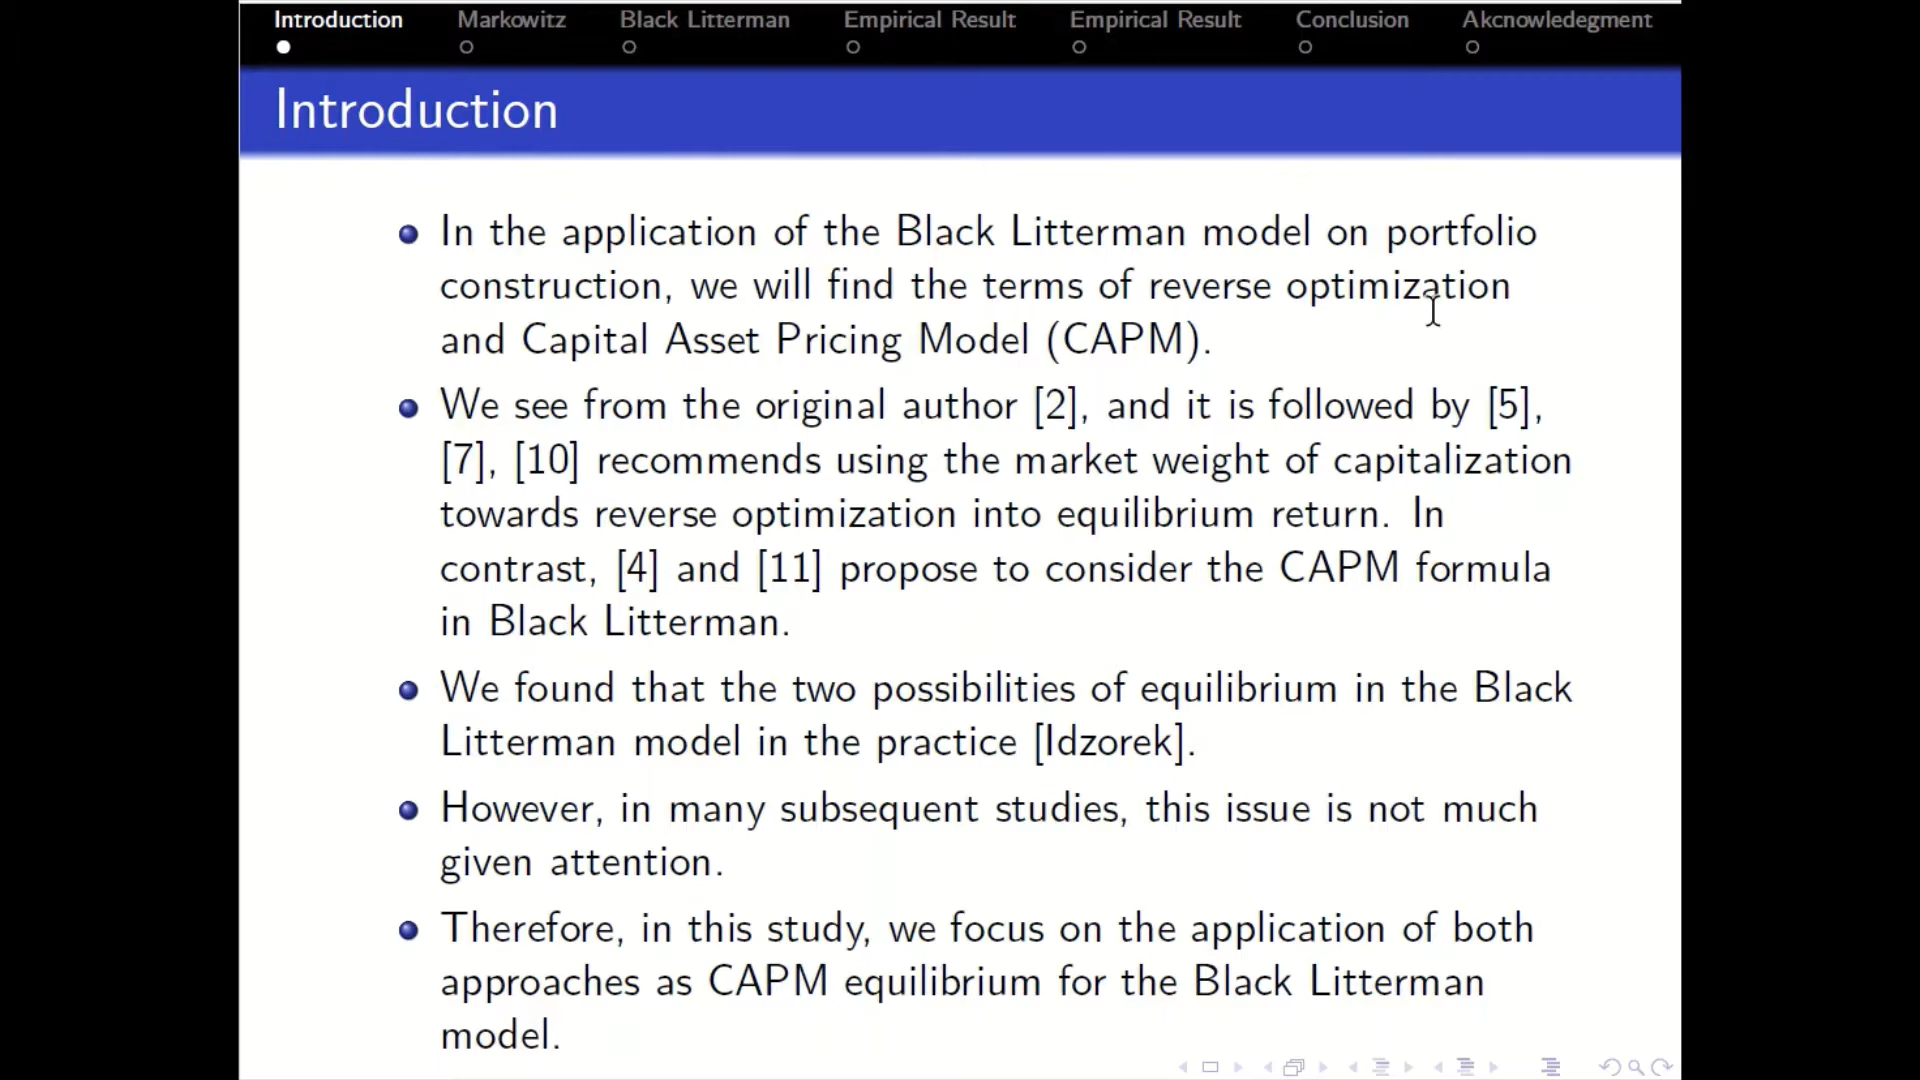 Introduction Markowitz Black Litterman Empirical Result Empirical Result Conclusion Akcnowledegment
Introduction
In the application of the Black Litterman model on portfolio
construction, we will find the terms of reverse optimization
and Capital Asset Pricing Model (CAPM).
We see from the original author [2], and it is followed by [5],
[7], [10] recommends using the market weight of capitalization
towards reverse optimization into equilibrium return. In
contrast, [4] and [11] propose to consider the CAPM formula
in Black Litterman.
We found that the two possibilities of equilibrium in the Black
Litterman model in the practice [Idzorek].
However, in many subsequent studies, this issue is not much
given attention.
Therefore, in this study, we focus on the application of both
approaches as CAPM equilibrium for the Black Litterman
model.